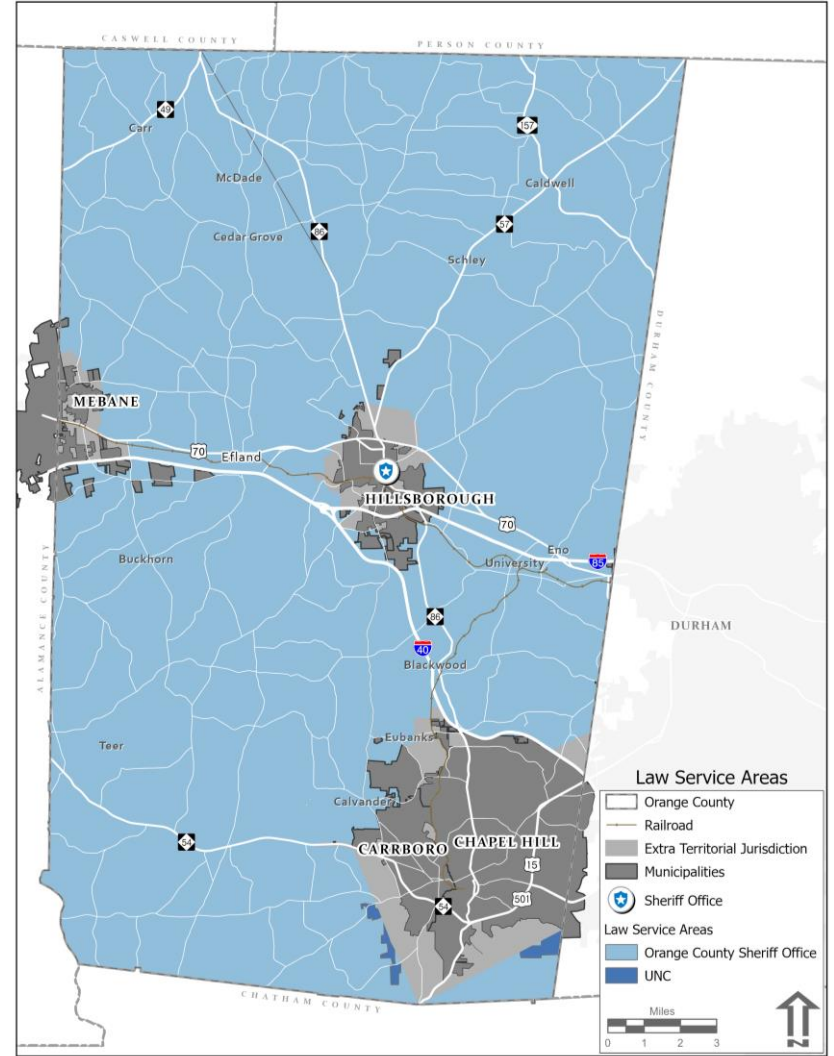 CASWELL COUNTY
PERSON COUNTY
49
Carr
157
McDade
Caldwell
86
57
Cedar Grove
Schley
DURHAM COUNTY
MEBANE
70
Efland
HILLSBOROUGH
70
Buckhorn
Eno
University
85
ALAMANCE COUNTY
86
DURHAM
40
Blackwood
Eubanks
Teer
Calvander
54
CARRBORO
CHAPEL HILL
15
54
501
CHATHAM COUNTY
Law Service Areas
Orange County
Railroad
Extra Territorial Jurisdiction
Municipalities
Sheriff Office
Law Service Areas
Orange County Sheriff Office
UNC
Miles
0 1 2 3
N